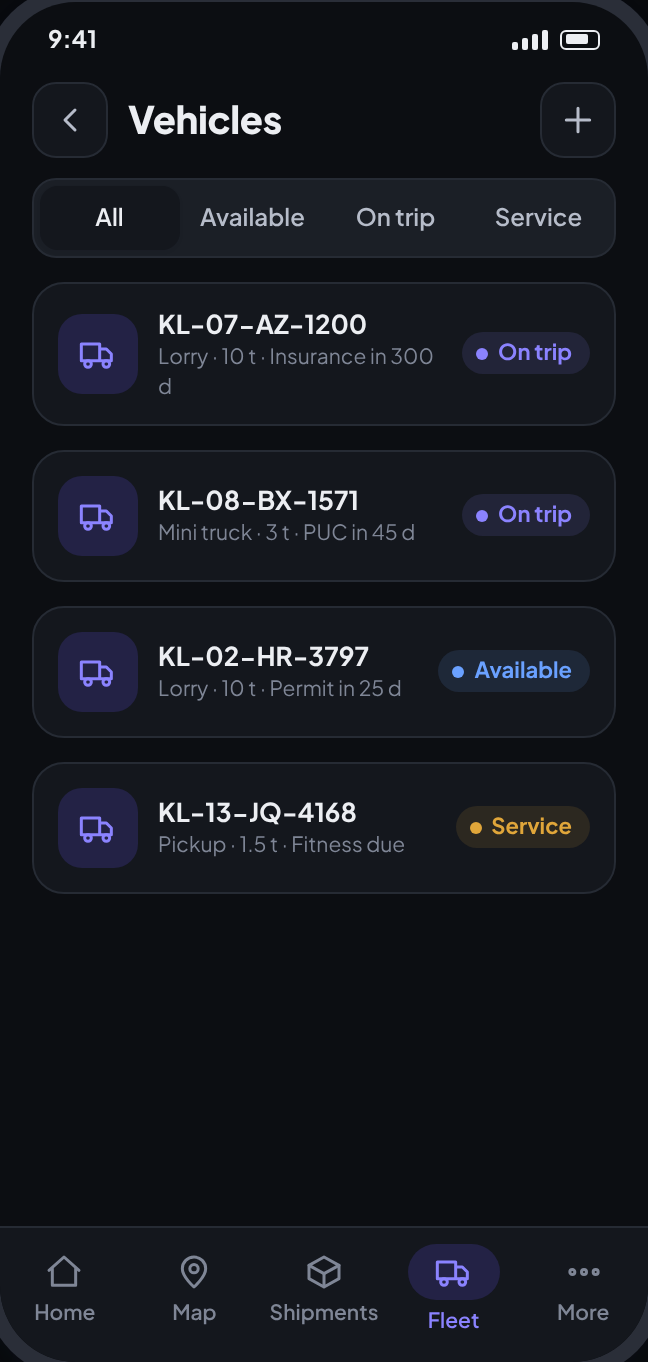 9:41
Vehicles
All Available On trip Service
KL-07-AZ-1200
Lorry · 10 t · Insurance in 300
d
On trip
KL-08-BX-1571
Mini truck · 3 t · PUC in 45 d
On trip
KL-02-HR-3797
Lorry · 10 t · Permit in 25 d
Available
KL-13-JQ-4168
Pickup · 1.5 t · Fitness due
Service
Home Map Shipments Fleet More